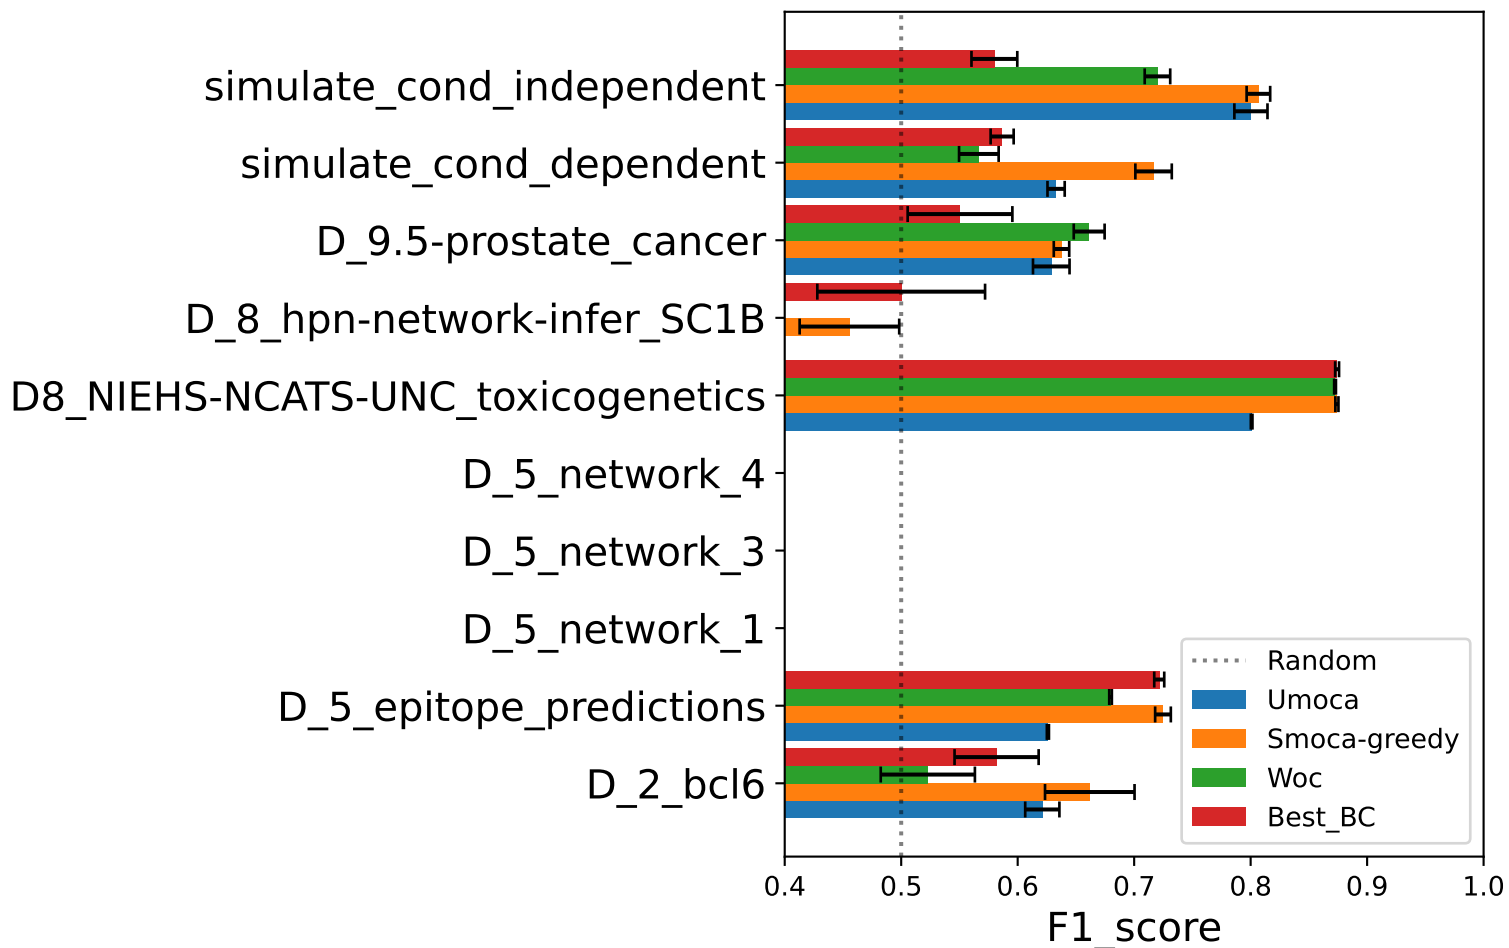 simulate_cond_independent
simulate_cond_dependent
D_9.5-prostate_cancer
D_8_hpn-network-infer_SC1B
D8_NIEHS-NCATS-UNC_toxicogenetics
D_5_network_4
D_5_network_3
D_5_network_1
D_5_epitope_predictions
D_2_bcl6
Random
Umoca
Smoca-greedy
Woc
Best_BC
0.4 0.5 0.6 0.7 0.8 0.9 1.0
F1_score